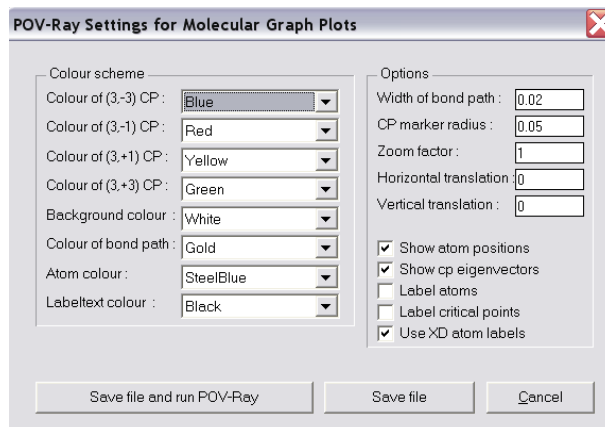 POV-Ray Settings for Molecular Graph Plots
Colour scheme
Colour of (3,-3) CP : Blue
Colour of (3,-1) CP : Red
Colour of (3,+1) CP : Yellow
Colour of (3,+3) CP : Green
Background colour : White
Colour of bond path : Gold
Atom colour : SteelBlue
Labeltext colour : Black
Options
Width of bond path : 0.02
CP marker radius : 0.05
Zoom factor : 1
Horizontal translation : 0
Vertical translation : 0
Show atom positions
Show cp eigenvectors
Label atoms
Label critical points
Use XD atom labels
Save file and run POV-Ray
Save file
Cancel